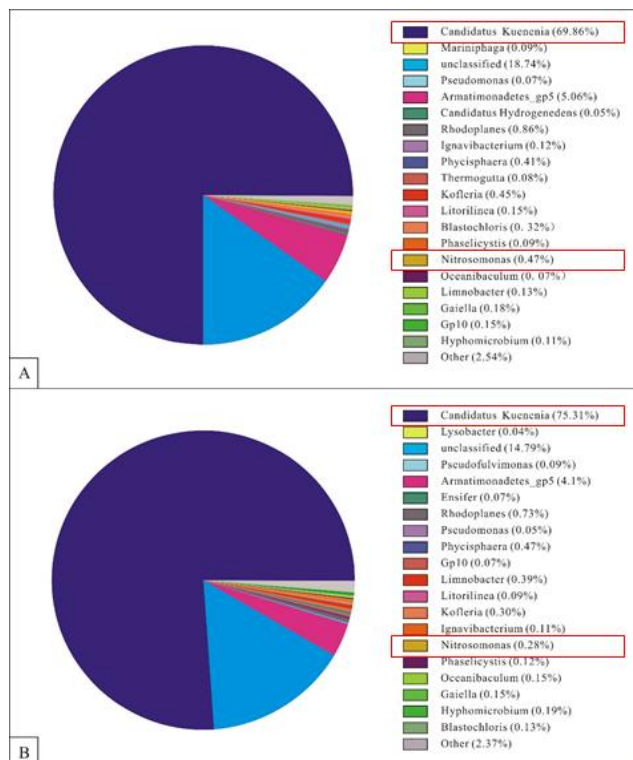 Candidatus Kuenenia (69.86%)
Mariniphaga (0.09%)
unclassified (18.74%)
Pseudomonas (0.07%)
Armatimonadetes_gp5 (5.06%)
Candidatus Hydrogenedens (0.05%)
Rhodoplanes (0.86%)
Ignavibacterium (0.12%)
Phycisphaera (0.41%)
Thermogutta (0.08%)
Kofleria (0.45%)
Litorilinea (0.15%)
Blastochloris (0. 32%)
Phaselicystis (0.09%)
Nitrosomonas (0.47%)
Oceanibaculum (0. 07%)
Limnobacter (0.13%)
Gaiella (0.18%)
Gp10 (0.15%)
Hyphomicrobium (0.11%)
Other (2.54%)
A
Candidatus Kuenenia (75.31%)
Lysobacter (0.04%)
unclassified (14.79%)
Pseudofulvimonas (0.09%)
Armatimonadetes_gp5 (4.1%)
Ensifer (0.07%)
Rhodoplanes (0.73%)
Pseudomonas (0.05%)
Phycisphaera (0.47%)
Gp10 (0.07%)
Limnobacter (0.39%)
Litorilinea (0.09%)
Kofleria (0.30%)
Ignavibacterium (0.11%)
Nitrosomonas (0.28%)
Phaselicystis (0.12%)
Oceanibaculum (0.15%)
Gaiella (0.15%)
Hyphomicrobium (0.19%)
Blastochloris (0.13%)
Other (2.37%)
B